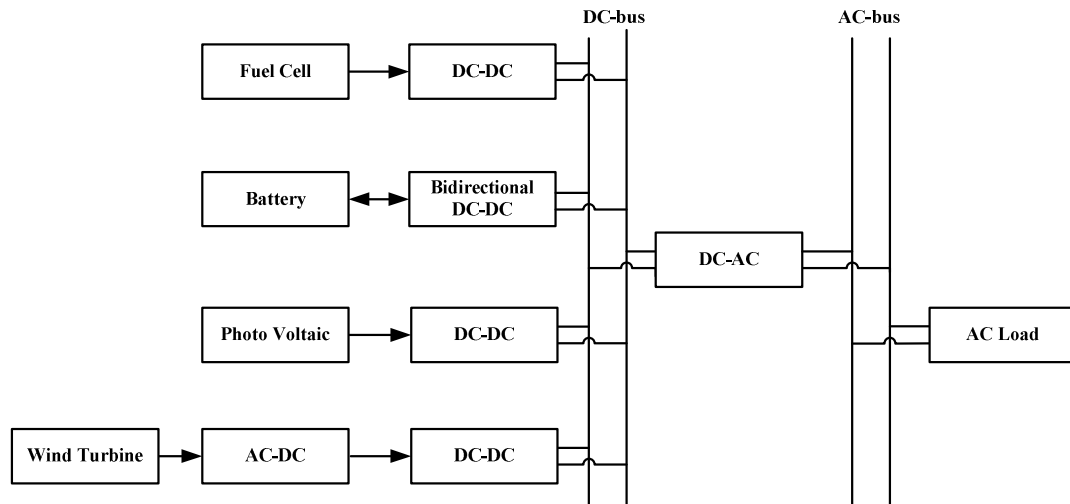 DC-bus
AC-bus
Fuel Cell
DC-DC
Battery
Bidirectional
DC-DC
DC-AC
Photo Voltaic
DC-DC
AC Load
Wind Turbine
AC-DC
DC-DC